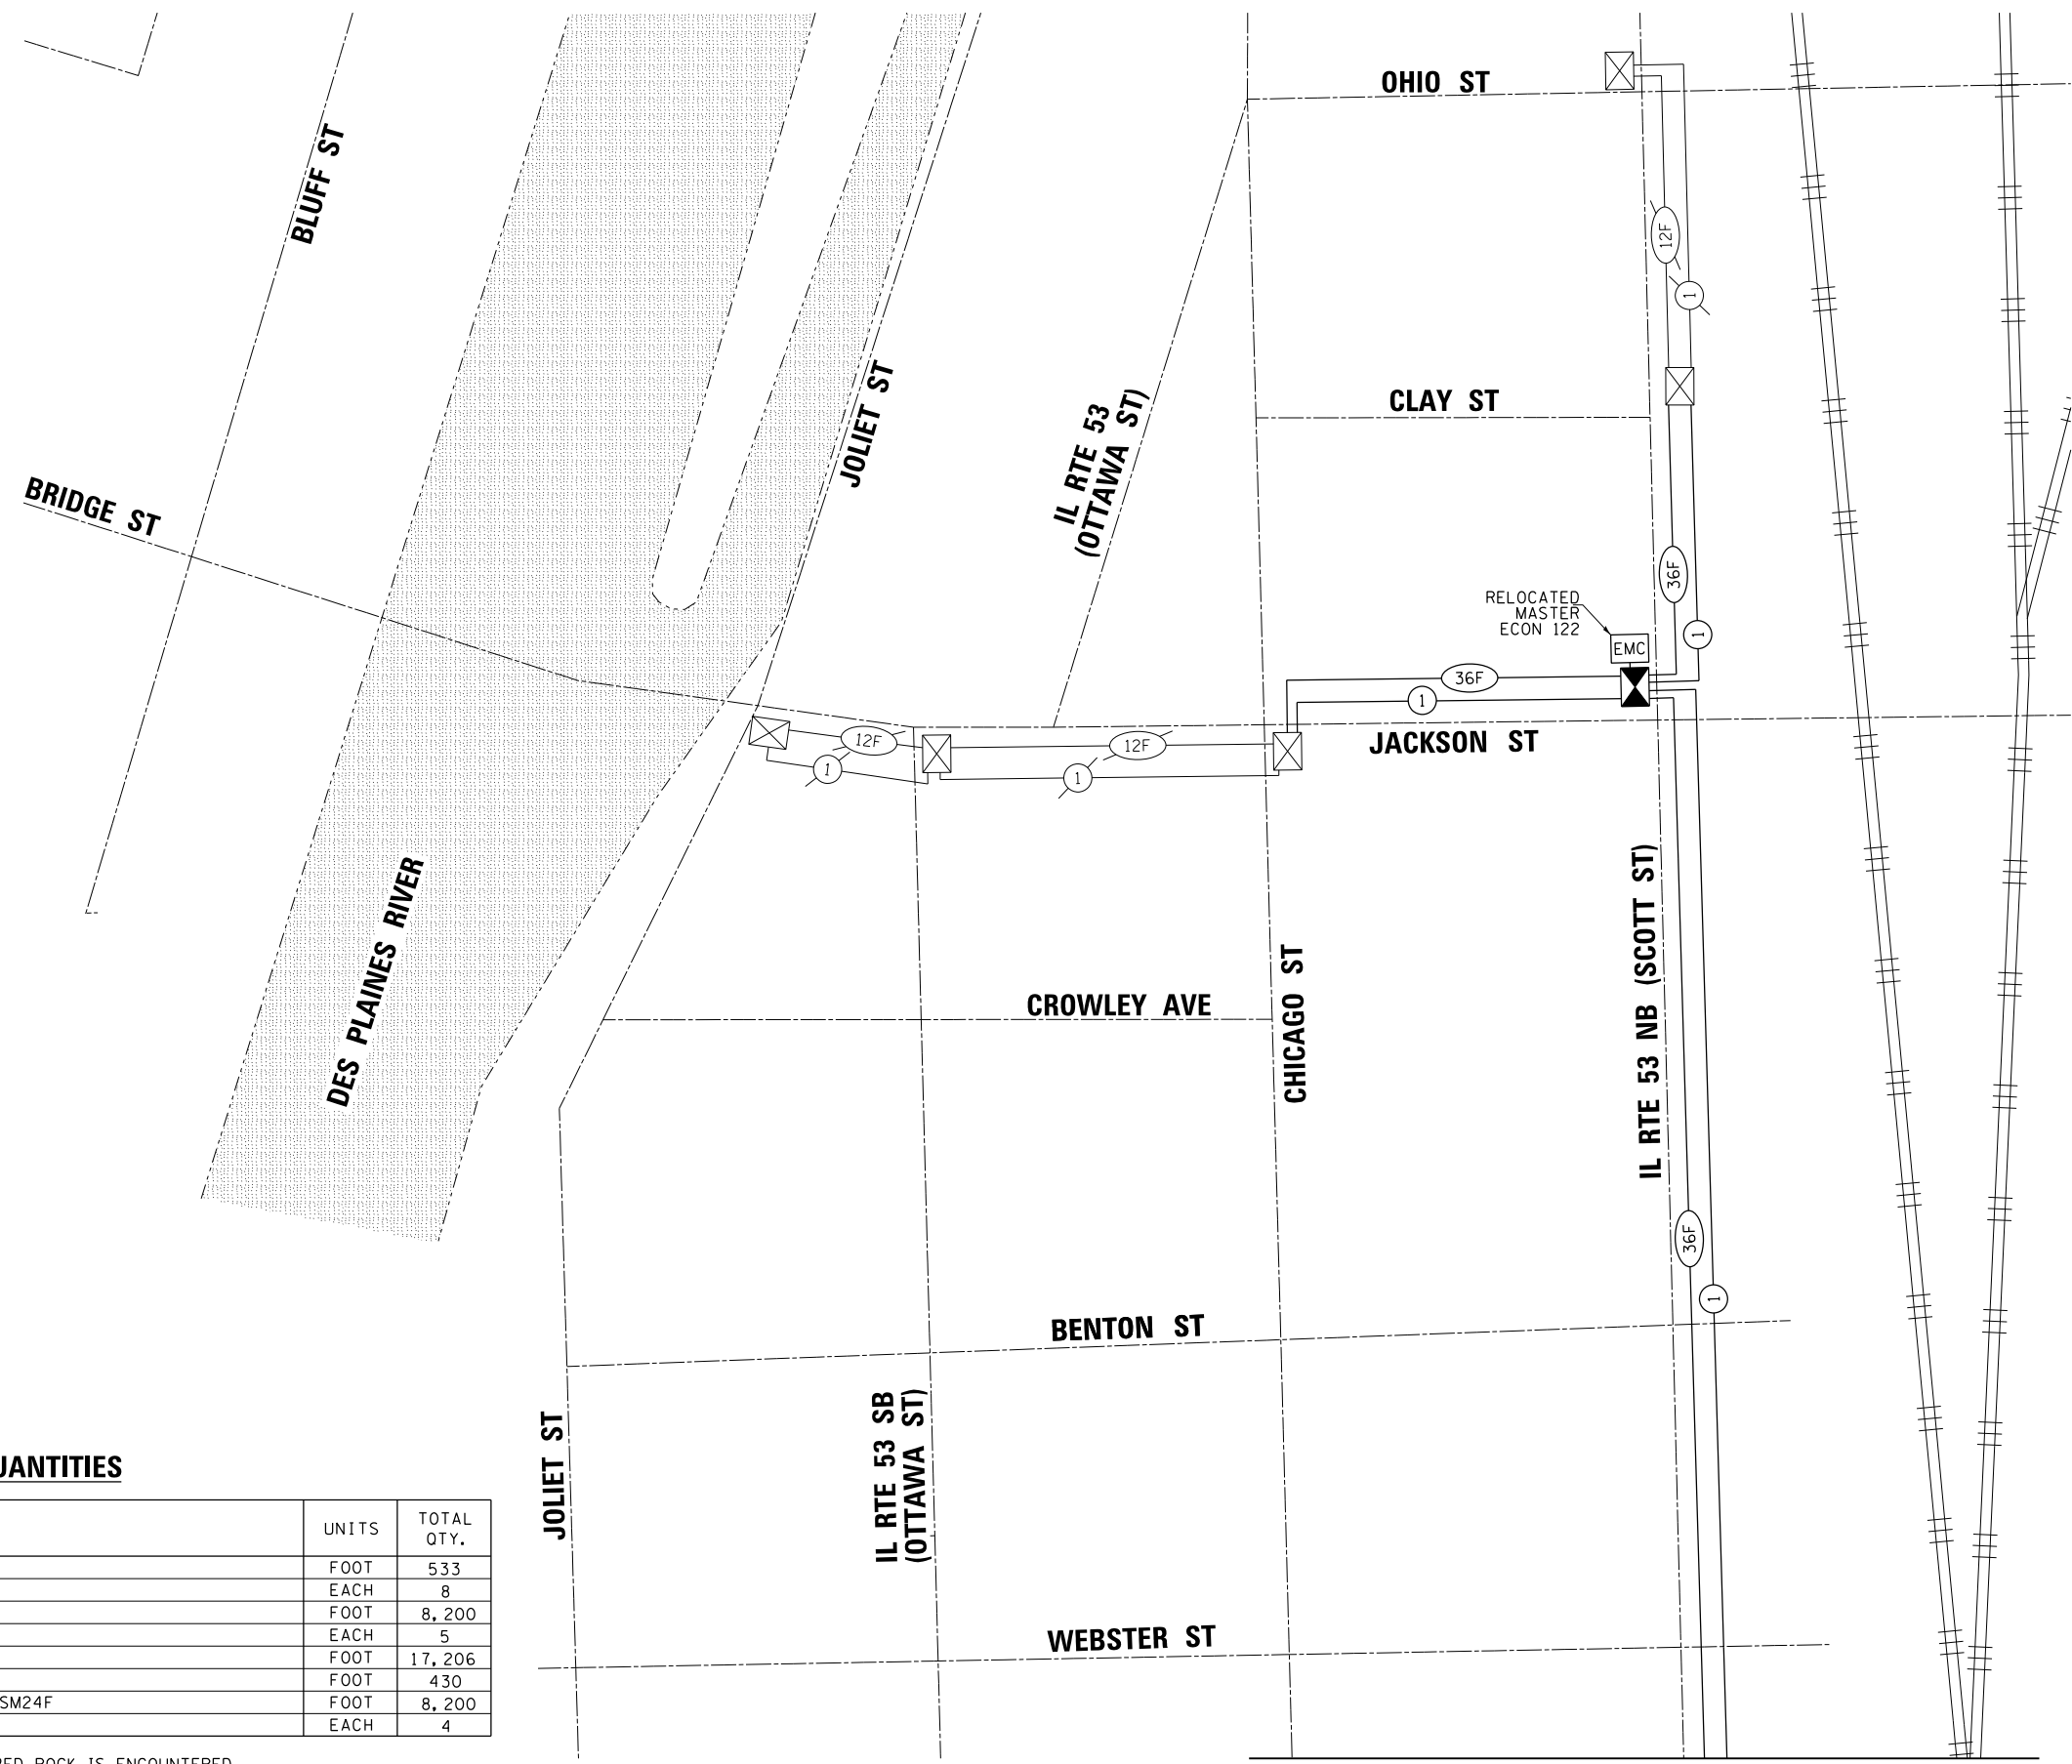 OHIO ST
BLUFF ST
12F
1
JOLIET ST
IL RTE 53
(OTTAWA ST)
CLAY ST
BRIDGE ST
36F
1
RELOCATED
MASTER
ECON 122
EMC
36F
1
12F
1
12F
1
JACKSON ST
DES PLAINES RIVER
IL RTE 53 NB (SCOTT ST)
CHICAGO ST
CROWLEY AVE
36F
1
BENTON ST
JOLIET ST
IL RTE 53 SB
(OTTAWA ST)
WEBSTER ST
UANTITIES
UNITS TOTAL QTY.
FOOT 533
EACH 8
FOOT 8,200
EACH 5
FOOT 17,206
FOOT 430
SM24F FOOT 8,200
EACH 4
RED ROCK IS ENCOUNTERED